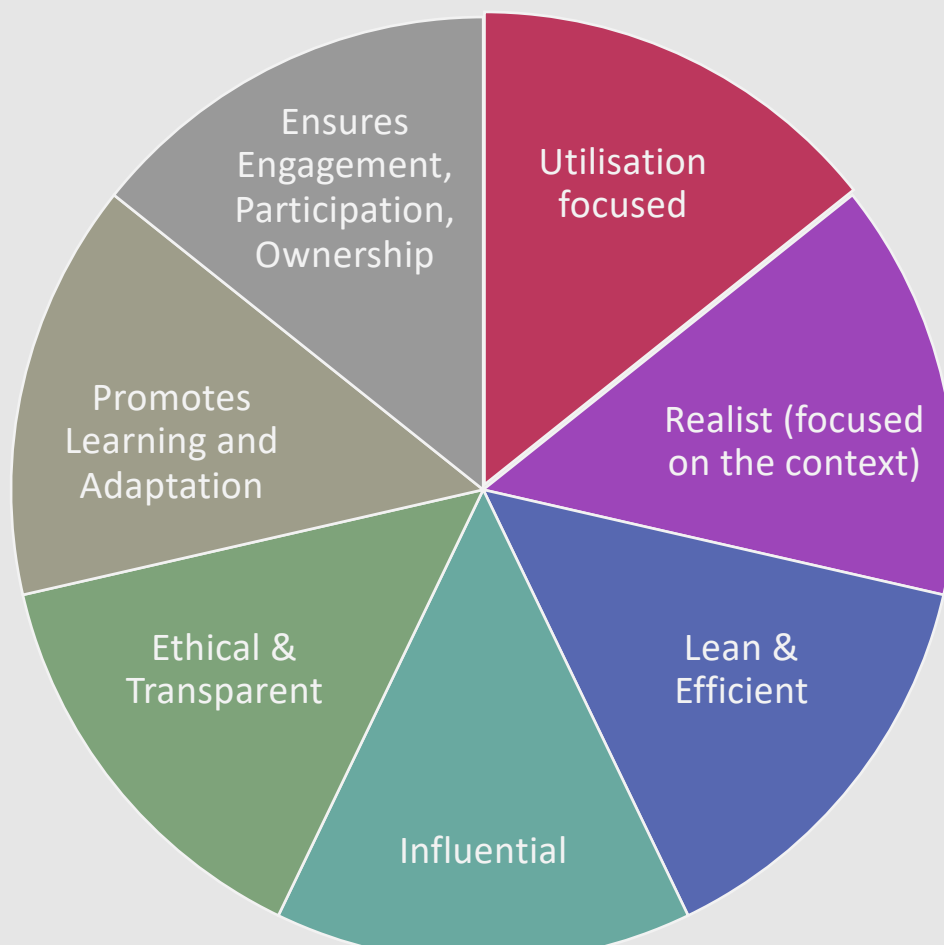 Utilisation
focused
Realist (focused
on the context)
Lean &
Efficient
Influential
Ethical &
Transparent
Promotes
Learning and
Adaptation
Ensures
Engagement,
Participation,
Ownership